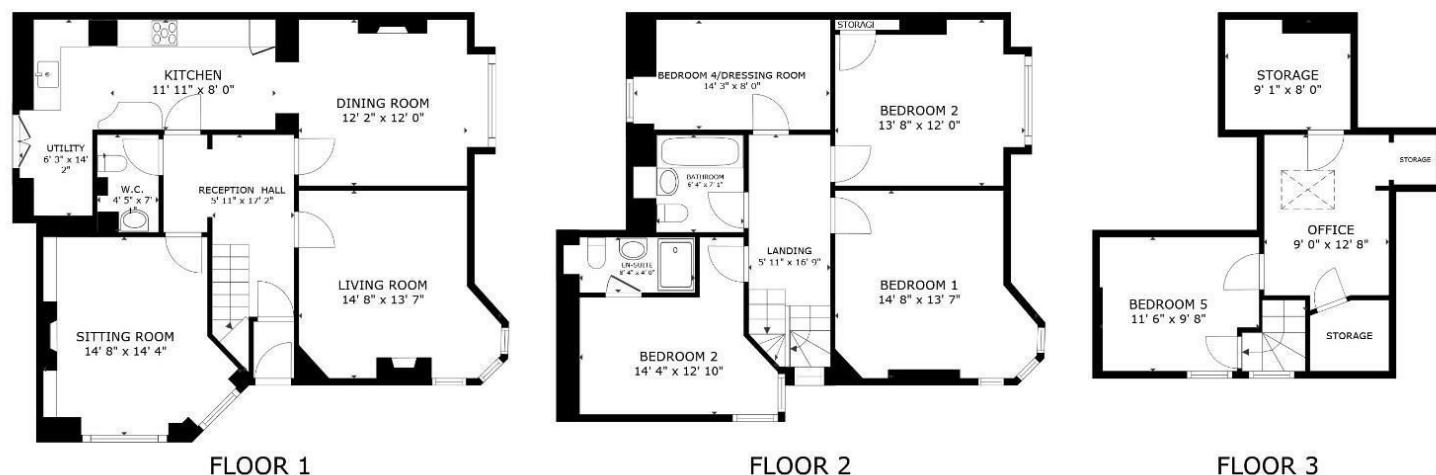 KITCHEN
11' 11" x 8' 0"
DINING ROOM
12' 2" x 12' 0"
UTILITY
6' 3" x 14'
2"
W.C.
4' 5" x 7'
RECEPTION HALL
5' 11" x 17' 2"
LIVING ROOM
14' 8" x 13' 7"
SITTING ROOM
14' 8" x 14' 4"
FLOOR 1
STORAGE
BEDROOM 4/DRESSING ROOM
14' 3" x 8' 0"
BEDROOM 2
13' 8" x 12' 0"
BATHROOM
6' 4" x 7' 1"
LANDING
5' 11" x 16' 9"
EN-SUITE
BEDROOM 1
14' 8" x 13' 7"
BEDROOM 2
14' 4" x 12' 10"
FLOOR 2
STORAGE
9' 1" x 8' 0"
STORAGE
OFFICE
9' 0" x 12' 8"
BEDROOM 5
11' 6" x 9' 8"
STORAGE
FLOOR 3